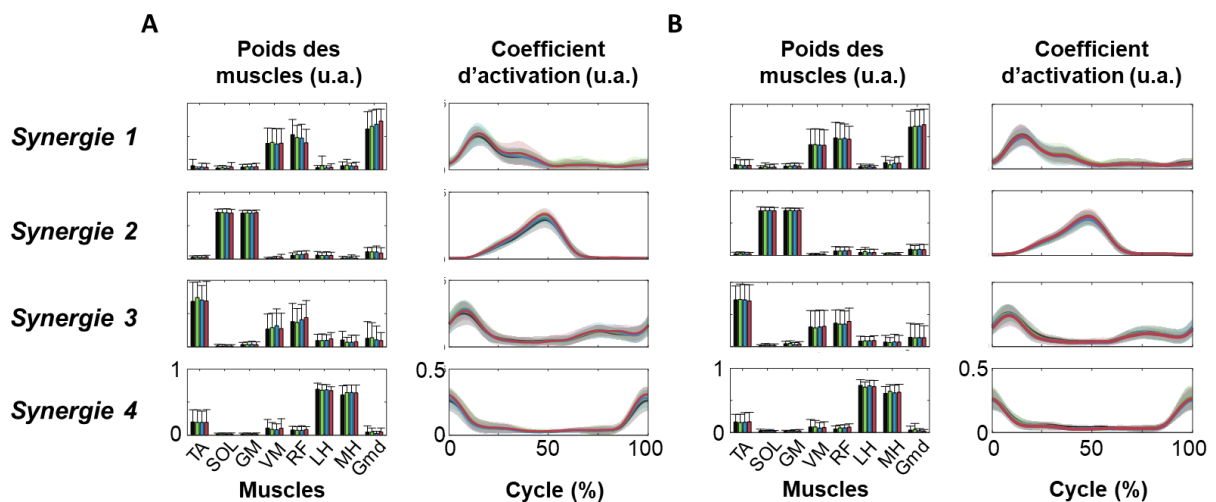 A
B
Poids des
muscles (u.a.)
Coefficient
d'activation (u.a.)
Poids des
muscles (u.a.)
Coefficient
d'activation (u.a.)
Synergie 1
Synergie 2
Synergie 3
Synergie 4
1
0
0.5
0
50
100
1
0
0.5
0
50
100
TA
SOL
GM
VM
RF
LH
MH
Gmd
TA
SOL
GM
VM
RF
LH
MH
Gmd
Muscles
Cycle (%)
Muscles
Cycle (%)